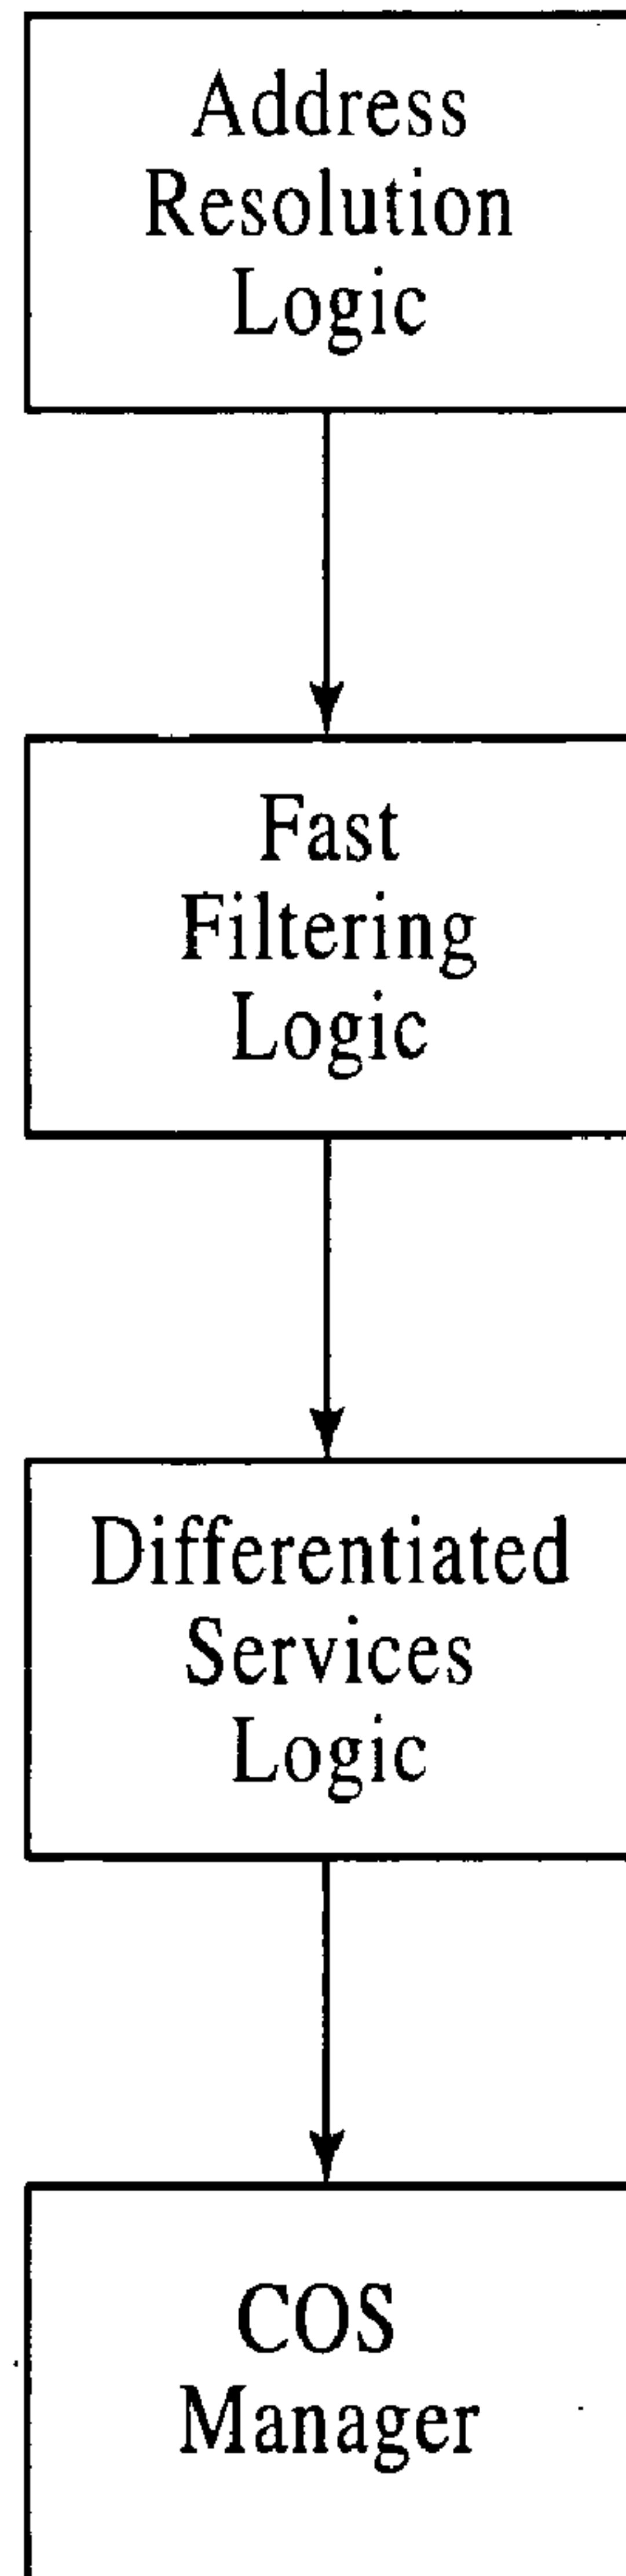 Address
Resolution
Logic
Fast
Filtering
Logic
Differentiated
Services
Logic
COS
Manager